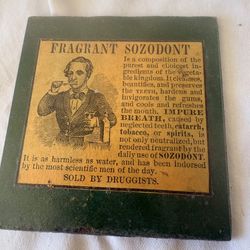 FRAGRANT SOZODONT
Is a composition of the
purest and choicest in-
gredients of the vegeta-
ble kingdom. It cleanses,
beautifies, and preserves
the TEETH, hardens and
invigorates the gums,
and cools and refreshes
the mouth. IMPURE
BREATH, caused by
neglected teeth, catarrh,
tobacco, or spirits, is
not only neutralized, but
rendered fragrant by the
daily use of SOZODONT.
It is as harmless as water, and has been indorsed
by the most scientific men of the day.
SOLD BY DRUGGISTS.